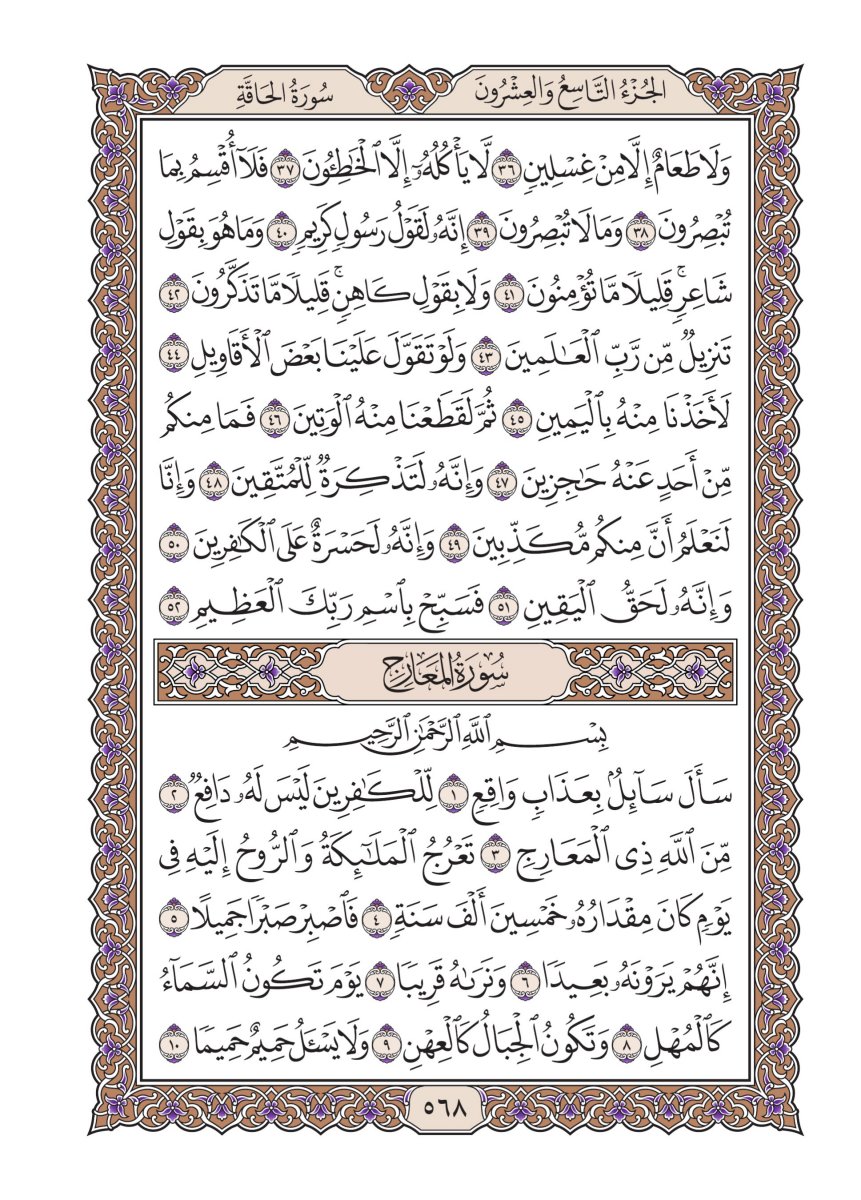 الجُزْءُ التَّاسِعُ وَالعِشْرُونَ
سُورَةُ الحَاقَّةِ
وَلَا طَعَامٌ إِلَّا مِنْ غِسْلِينٍ ٣٦ لَّا يَأْكُلُهُۥٓ إِلَّا ٱلْخَٰطِـُٔونَ ٣٧ فَلَآ أُقْسِمُ بِمَا
تُبْصِرُونَ ٣٨ وَمَا لَا تُبْصِرُونَ ٣٩ إِنَّهُۥ لَقَوْلُ رَسُولٍ كَرِيمٍ ٤٠ وَمَا هُوَ بِقَوْلِ
شَاعِرٍ ۚ قَلِيلًا مَّا تُؤْمِنُونَ ٤١ وَلَا بِقَوْلِ كَاهِنٍ ۚ قَلِيلًا مَّا تَذَكَّرُونَ ٤٢
تَنزِيلٌ مِّن رَّبِّ ٱلْعَٰلَمِينَ ٤٣ وَلَوْ تَقَوَّلَ عَلَيْنَا بَعْضَ ٱلْأَقَاوِيلِ ٤٤
لَأَخَذْنَا مِنْهُ بِٱلْيَمِينِ ٤٥ ثُمَّ لَقَطَعْنَا مِنْهُ ٱلْوَتِينَ ٤٦ فَمَا مِنكُم
مِّنْ أَحَدٍ عَنْهُ حَٰجِزِينَ ٤٧ وَإِنَّهُۥ لَتَذْكِرَةٌ لِّلْمُتَّقِينَ ٤٨ وَإِنَّا
لَنَعْلَمُ أَنَّ مِنكُم مُّكَذِّبِينَ ٤٩ وَإِنَّهُۥ لَحَسْرَةٌ عَلَى ٱلْكَٰفِرِينَ ٥٠
وَإِنَّهُۥ لَحَقُّ ٱلْيَقِينِ ٥١ فَسَبِّحْ بِٱسْمِ رَبِّكَ ٱلْعَظِيمِ ٥٢
سُورَةُ المَعَارِجِ
بِسْمِ ٱللَّهِ ٱلرَّحْمَٰنِ ٱلرَّحِيمِ
سَأَلَ سَآئِلٌۢ بِعَذَابٍ وَاقِعٍ ١ لِّلْكَٰفِرِينَ لَيْسَ لَهُۥ دَافِعٌ ٢
مِّنَ ٱللَّهِ ذِى ٱلْمَعَارِجِ ٣ تَعْرُجُ ٱلْمَلَٰٓئِكَةُ وَٱلرُّوحُ إِلَيْهِ فِى
يَوْمٍ كَانَ مِقْدَارُهُۥ خَمْسِينَ أَلْفَ سَنَةٍ ٤ فَٱصْبِرْ صَبْرًا جَمِيلًا ٥
إِنَّهُمْ يَرَوْنَهُۥ بَعِيدًا ٦ وَنَرَىٰهُ قَرِيبًا ٧ يَوْمَ تَكُونُ ٱلسَّمَآءُ
كَٱلْمُهْلِ ٨ وَتَكُونُ ٱلْجِبَالُ كَٱلْعِهْنِ ٩ وَلَا يَسْـَٔلُ حَمِيمٌ حَمِيمًا ١٠
٥٦٨